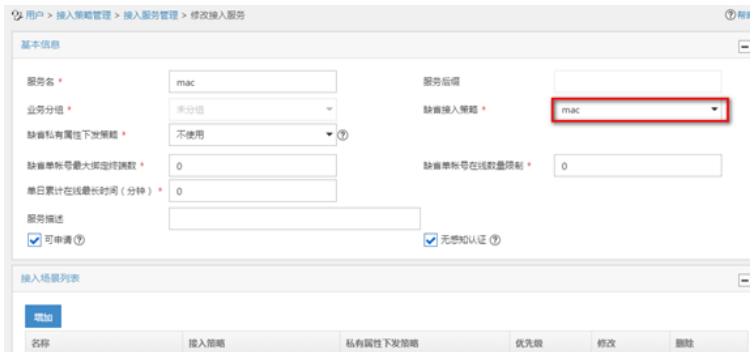 用户 > 接入策略管理 > 接入服务管理 > 修改接入服务 ?帮
基本信息
服务名 * mac 服务后缀
业务分组 * 未分组 缺省接入策略 * mac
缺省私有属性下发策略 * 不使用 ?
缺省单帐号最大绑定终端数 * 0 缺省单帐号在线数量限制 * 0
单日累计在线最长时间(分钟) * 0
服务描述
可申请 ? 无感知认证 ?
接入场景列表
增加
名称 接入策略 私有属性下发策略 优先级 修改 删除